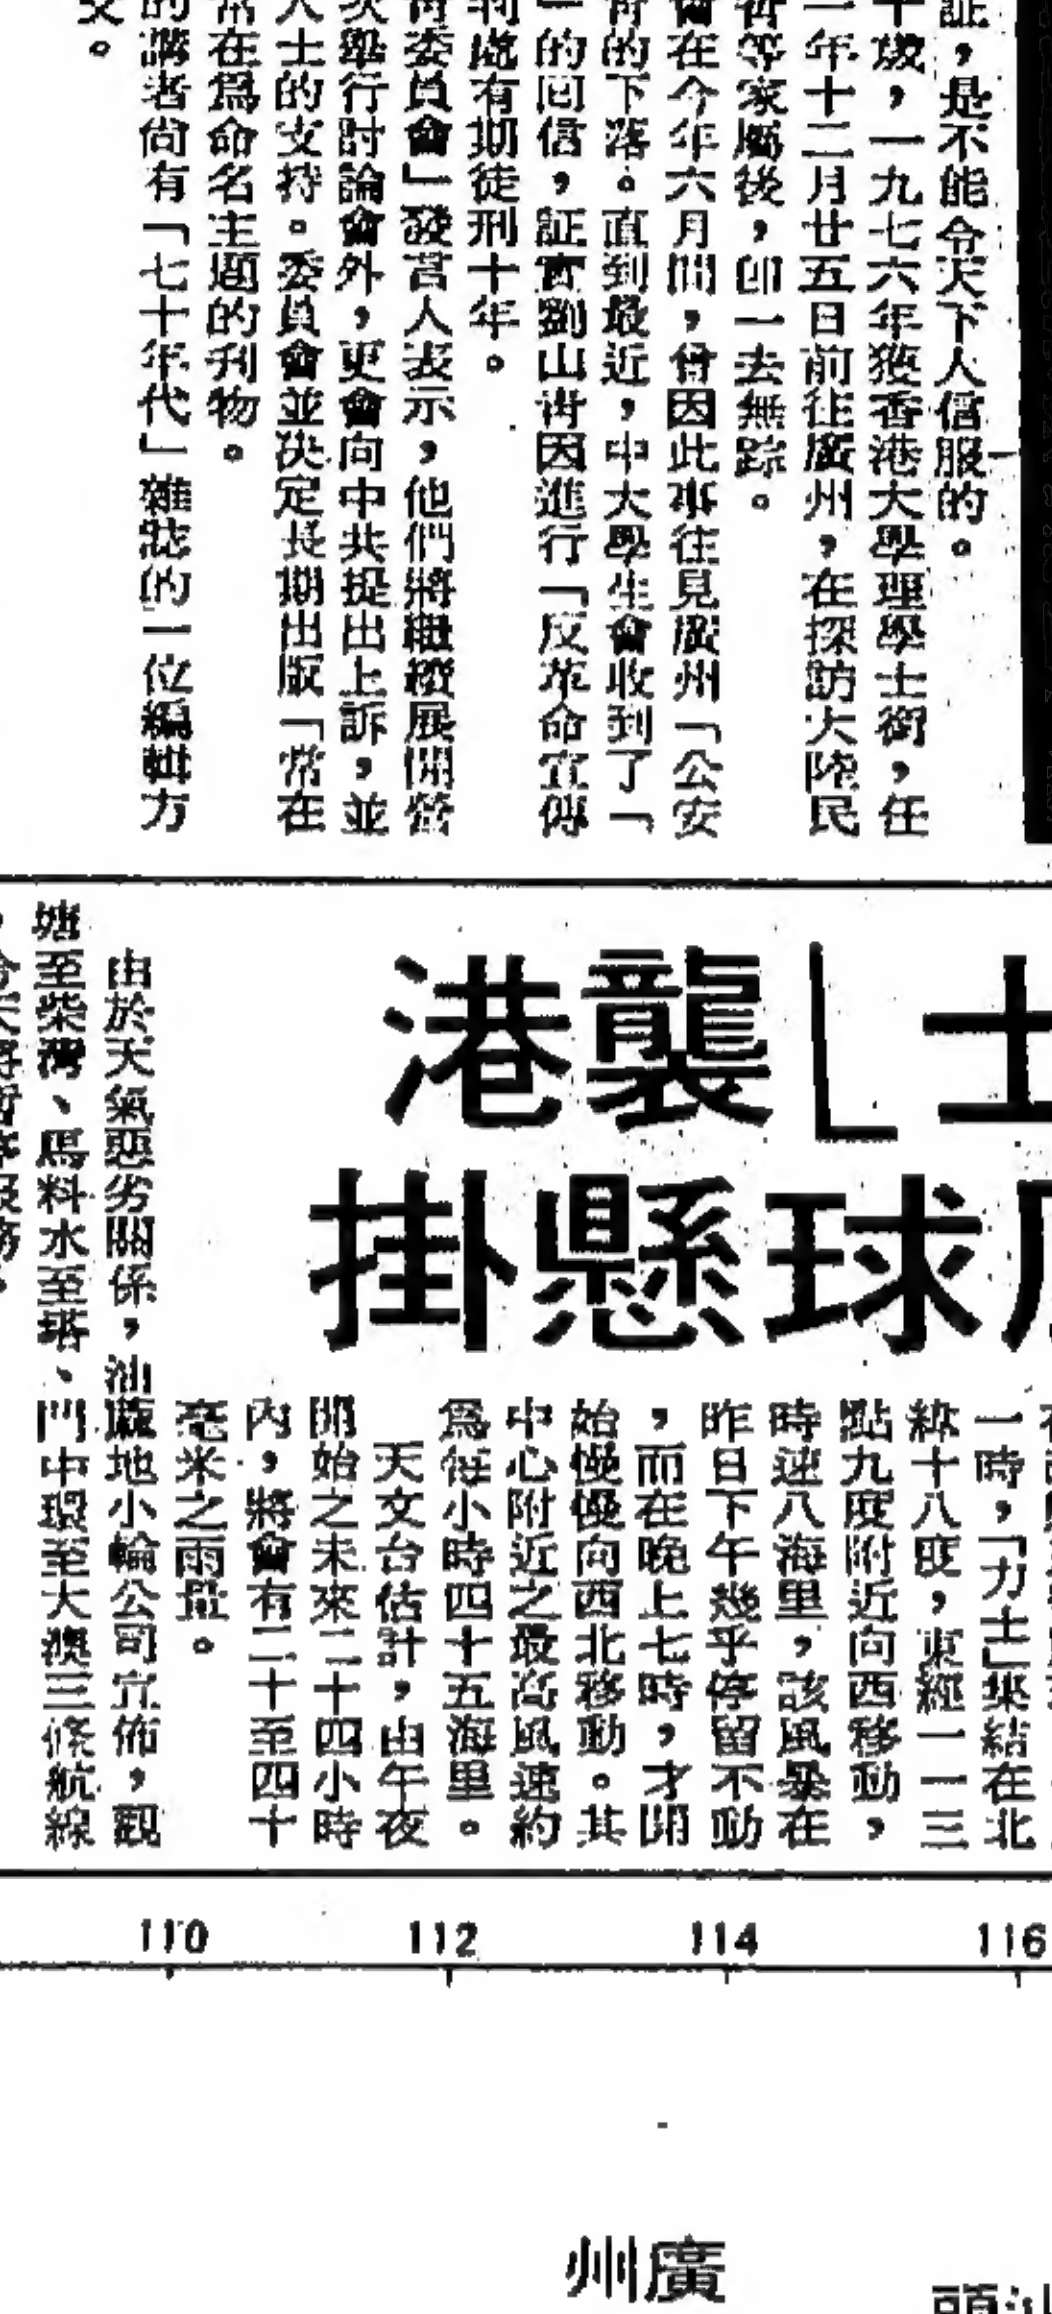 証，是不能令天下人信服的。
十歲，一九七六年獲香港大學理學士銜，任
一年十二月廿五日前往廣州，在探訪大陸民
等家屬後，卽一去無踪。
在今年六月間，曾因此事往見廣州「公安
的下落。直到最近，中大學生會收到了「
一的回信，証實劉山青因進行「反革命宣傳
判處有期徒刑十年。
青委員會」發言人表示，他們將繼續展開營
次舉行討論會外，更會向中共提出上訴，並
人士的支持。委員會並决定長期出版「常在
常在爲命名主題的刋物。
的講者尚有「七十年代」雜誌的一位編輯方
文。
士」襲港
球懸掛
一時，「力士」集結在北
緯十八度，東經一一三
點九度附近向西移動，
時速八海里，該風暴在
昨日下午幾乎停留不動
，而在晚上七時，才開
始慢慢向西北移動。其
中心附近之最高風速約
爲每小時四十五海里。
天文台估計，由午夜
開始之未來二十四小時
內，將會有二十至四十
毫米之雨量。
由於天氣惡劣關係，油蔴地小輪公司宣佈，觀
塘至柴灣、馬料水至塔、門中環至大澳三條航線
，今天將暫停服務。
110 112 114 116
廣州
汕頭